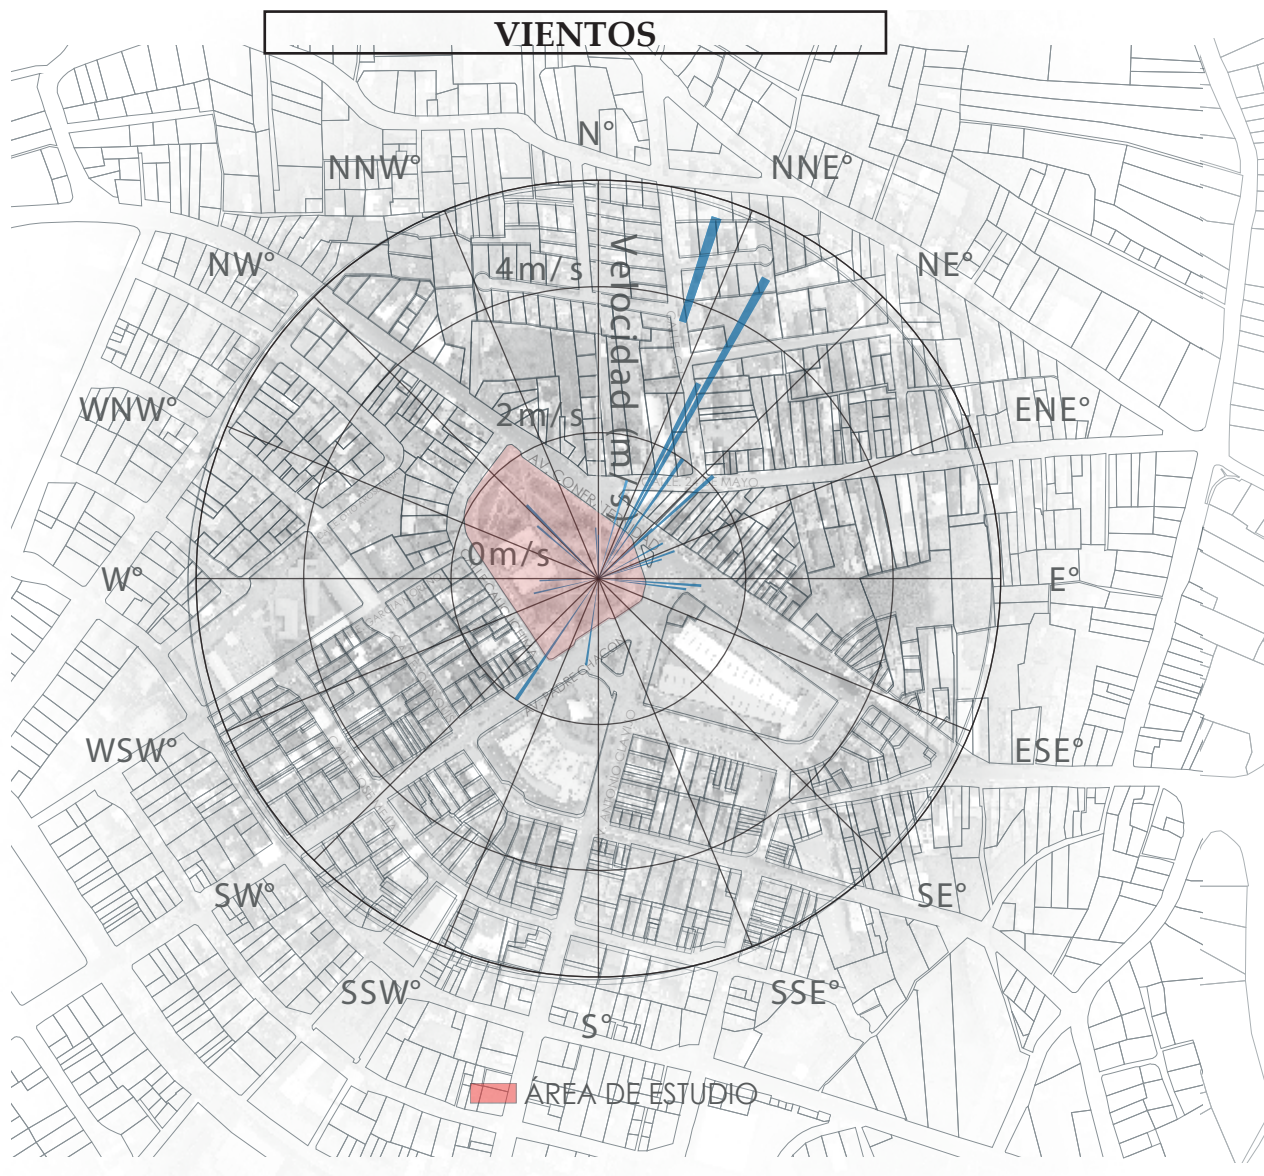 VIENTOS
N°
NNW°
NNE°
NW°
4m/s
NE°
Velocidad (m/s)
WNW°
2m/s
ENE°
0m/s
W°
E°
WSW°
ESE°
SW°
SE°
SSW°
SSE°
S°
ÁREA DE ESTUDIO